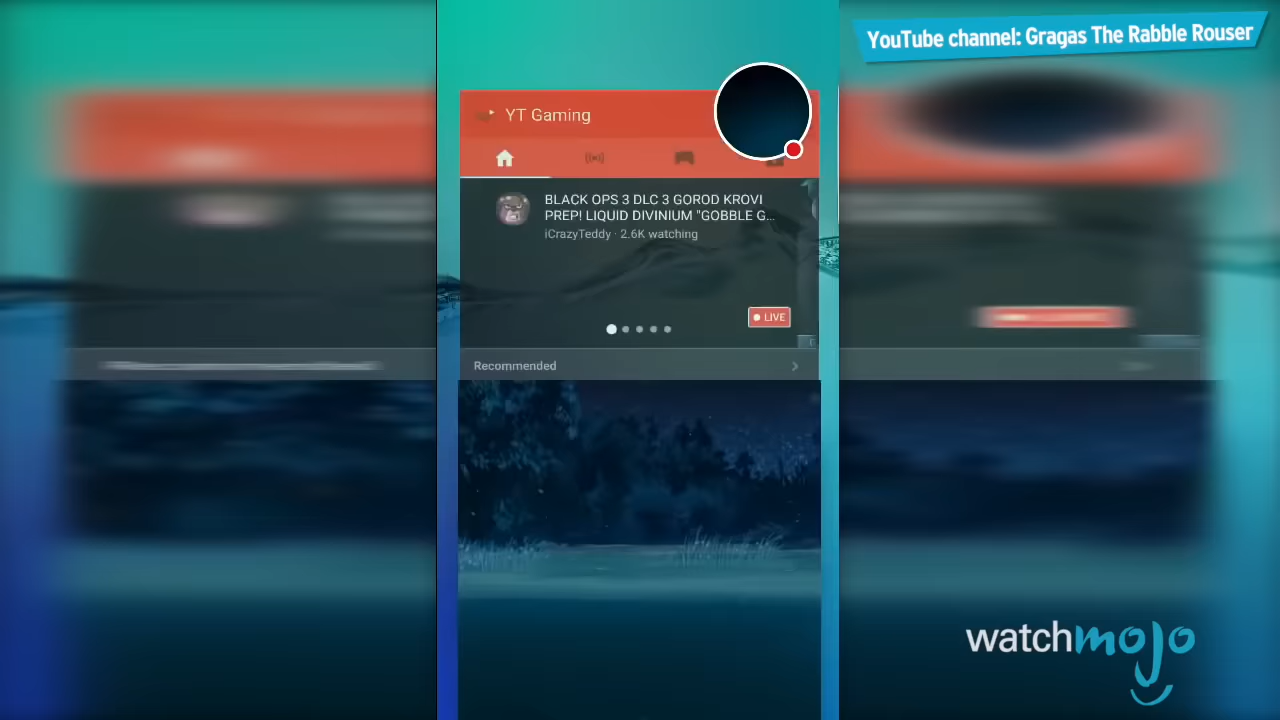 YouTube channel: Gragas The Rabble Rouser
YT Gaming
BLACK OPS 3 DLC 3 GOROD KROVI
PREP! LIQUID DIVINIUM "GOBBLE G...
iCrazyTeddy · 2.6K watching
LIVE
Recommended
watchmojo